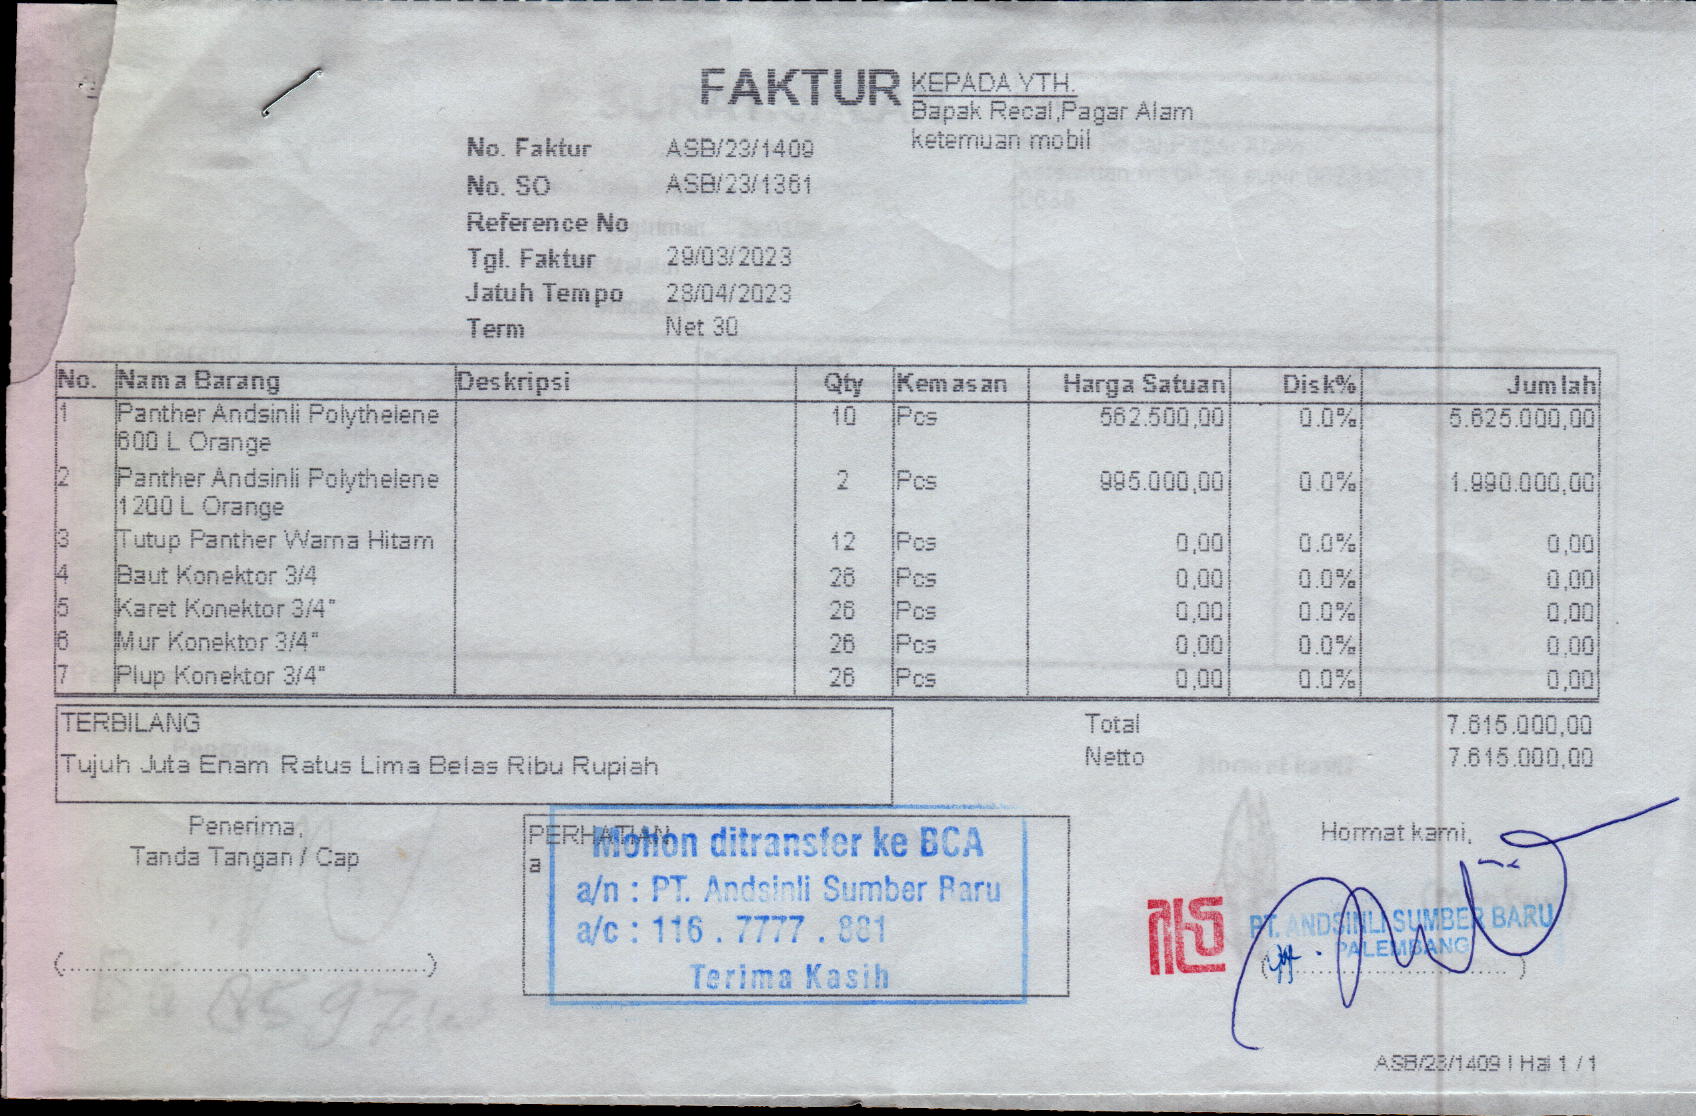 FAKTUR
KEPADA YTH.
Bapak Recal,Pagar Alam
ketemuan mobil
No. Faktur ASB/23/1409
No. SO ASB/23/1361
Reference No
Tgl. Faktur 29/03/2023
Jatuh Tempo 28/04/2023
Term Net 30
No. Nama Barang Deskripsi Qty Kemasan Harga Satuan Disk% Jumlah
1 Panther Andsinli Polythelene 10 Pcs 562.500,00 0.0% 5.625.000,00
600 L Orange
2 Panther Andsinli Polythelene 2 Pcs 995.000,00 0.0% 1.990.000,00
1200 L Orange
3 Tutup Panther Warna Hitam 12 Pcs 0,00 0.0% 0,00
4 Baut Konektor 3/4 26 Pcs 0,00 0.0% 0,00
5 Karet Konektor 3/4" 26 Pcs 0,00 0.0% 0,00
6 Mur Konektor 3/4" 26 Pcs 0,00 0.0% 0,00
7 Plup Konektor 3/4" 26 Pcs 0,00 0.0% 0,00
TERBILANG
Tujuh Juta Enam Ratus Lima Belas Ribu Rupiah
Total 7.615.000,00
Netto 7.615.000,00
Penerima,
Tanda Tangan / Cap
(..........................................................)
PERHATIAN
a
Mohon ditransfer ke BCA
a/n : PT. Andsinli Sumber Baru
a/c : 116 . 7777 . 881
Terima Kasih
Hormat kami,
PT. ANDSINLI SUMBER BARU
PALEMBANG
ASB/23/1409 | Hal 1 / 1